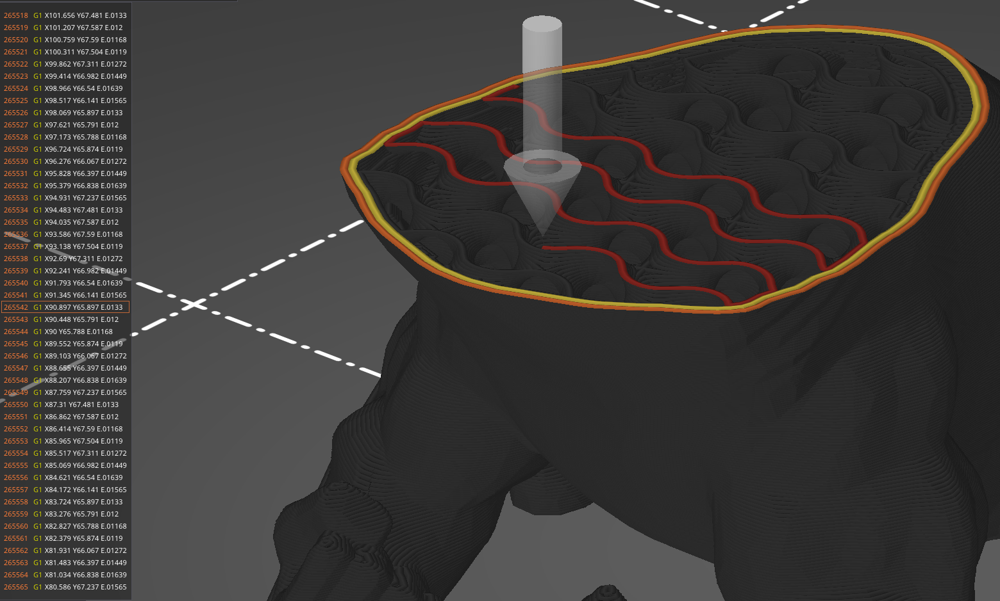 265518 G1 X101.656 Y67.481 E.0133
265519 G1 X101.207 Y67.587 E.012
265520 G1 X100.759 Y67.59 E.01168
265521 G1 X100.311 Y67.504 E.0119
265522 G1 X99.862 Y67.311 E.01272
265523 G1 X99.414 Y66.982 E.01449
265524 G1 X98.966 Y66.54 E.01639
265525 G1 X98.517 Y66.141 E.01565
265526 G1 X98.069 Y65.897 E.0133
265527 G1 X97.621 Y65.791 E.012
265528 G1 X97.173 Y65.788 E.01168
265529 G1 X96.724 Y65.874 E.0119
265530 G1 X96.276 Y66.067 E.01272
265531 G1 X95.828 Y66.397 E.01449
265532 G1 X95.379 Y66.838 E.01639
265533 G1 X94.931 Y67.237 E.01565
265534 G1 X94.483 Y67.481 E.0133
265535 G1 X94.035 Y67.587 E.012
265536 G1 X93.586 Y67.59 E.01168
265537 G1 X93.138 Y67.504 E.0119
265538 G1 X92.69 Y67.311 E.01272
265539 G1 X92.241 Y66.982 E.01449
265540 G1 X91.793 Y66.54 E.01639
265541 G1 X91.345 Y66.141 E.01565
265542 G1 X90.897 Y65.897 E.0133
265543 G1 X90.448 Y65.791 E.012
265544 G1 X90 Y65.788 E.01168
265545 G1 X89.552 Y65.874 E.0119
265546 G1 X89.103 Y66.067 E.01272
265547 G1 X88.655 Y66.397 E.01449
265548 G1 X88.207 Y66.838 E.01639
265549 G1 X87.759 Y67.237 E.01565
265550 G1 X87.31 Y67.481 E.0133
265551 G1 X86.862 Y67.587 E.012
265552 G1 X86.414 Y67.59 E.01168
265553 G1 X85.965 Y67.504 E.0119
265554 G1 X85.517 Y67.311 E.01272
265555 G1 X85.069 Y66.982 E.01449
265556 G1 X84.621 Y66.54 E.01639
265557 G1 X84.172 Y66.141 E.01565
265558 G1 X83.724 Y65.897 E.0133
265559 G1 X83.276 Y65.791 E.012
265560 G1 X82.827 Y65.788 E.01168
265561 G1 X82.379 Y65.874 E.0119
265562 G1 X81.931 Y66.067 E.01272
265563 G1 X81.483 Y66.397 E.01449
265564 G1 X81.034 Y66.838 E.01639
265565 G1 X80.586 Y67.237 E.01565